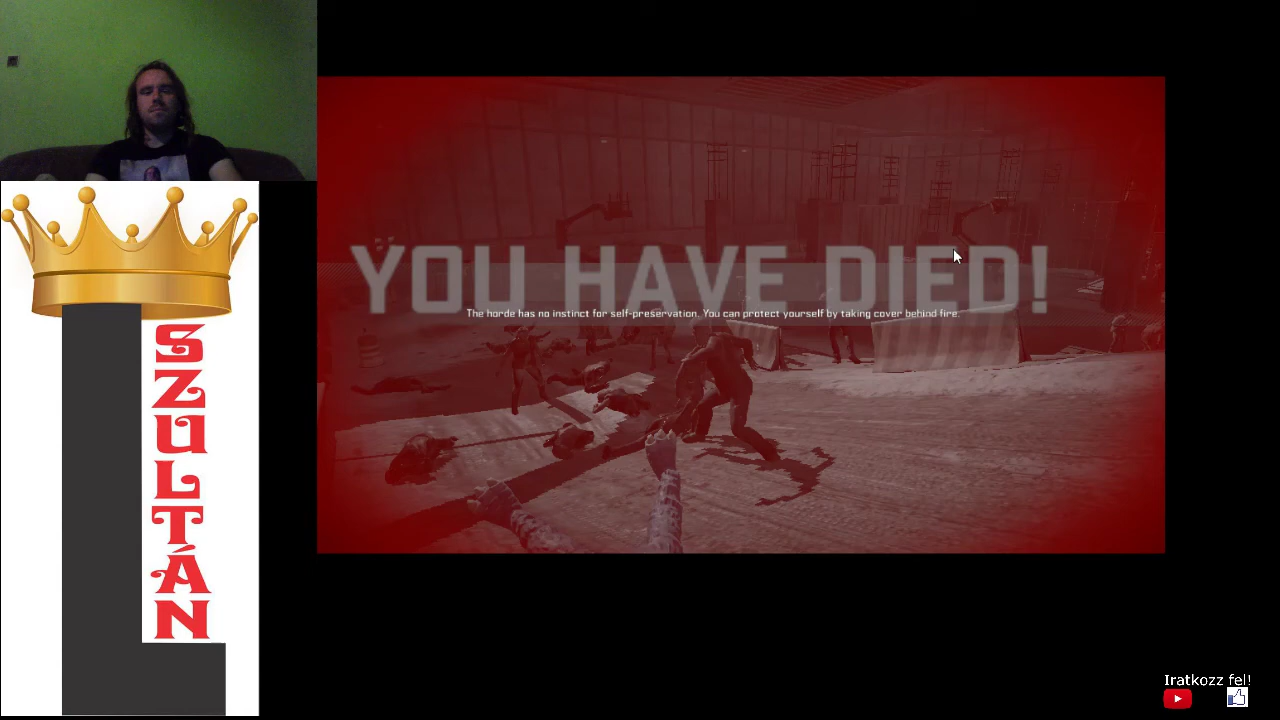 YOU HAVE DIED!
The horde has no instinct for self-preservation. You can protect yourself by taking cover behind fire.
L
SZULTÁN
Iratkozz fel!